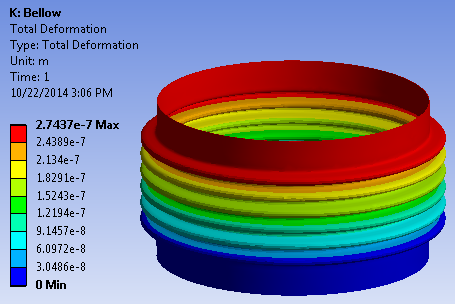 K: Bellow
Total Deformation
Type: Total Deformation
Unit: m
Time: 1
10/22/2014 3:06 PM
2.7437e-7 Max
2.4389e-7
2.134e-7
1.8291e-7
1.5243e-7
1.2194e-7
9.1457e-8
6.0972e-8
3.0486e-8
0 Min